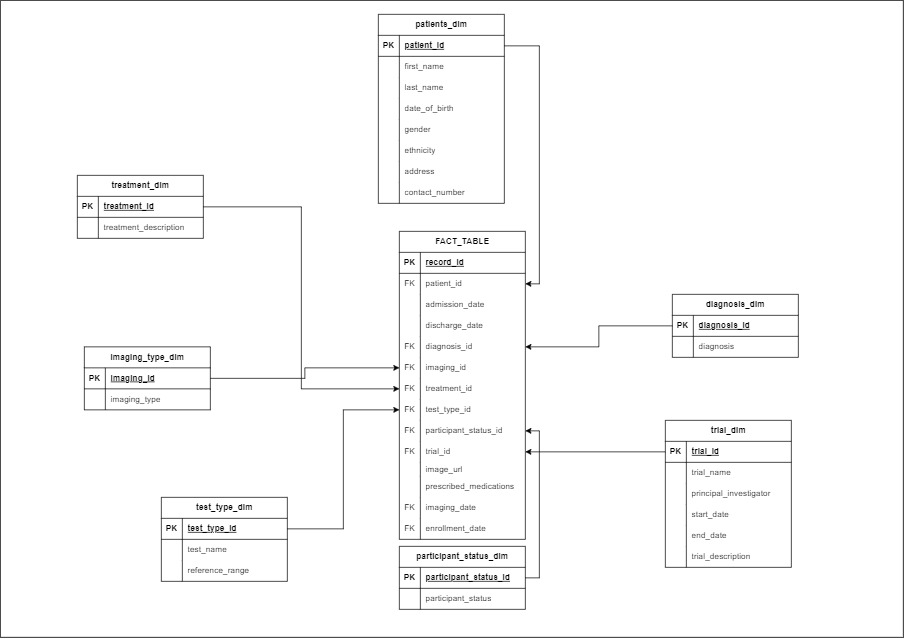 patients_dim
PK patient_id
first_name
last_name
date_of_birth
gender
ethnicity
address
contact_number
treatment_dim
PK treatment_id
treatment_description
FACT_TABLE
PK record_id
FK patient_id
admission_date
discharge_date
FK diagnosis_id
FK imaging_id
FK treatment_id
FK test_type_id
FK participant_status_id
FK trial_id
image_url
prescribed_medications
FK imaging_date
FK enrollment_date
diagnosis_dim
PK diagnosis_id
diagnosis
imaging_type_dim
PK imaging_id
imaging_type
trial_dim
PK trial_id
trial_name
principal_investigator
start_date
end_date
trial_description
test_type_dim
PK test_type_id
test_name
reference_range
participant_status_dim
PK participant_status_id
participant_status